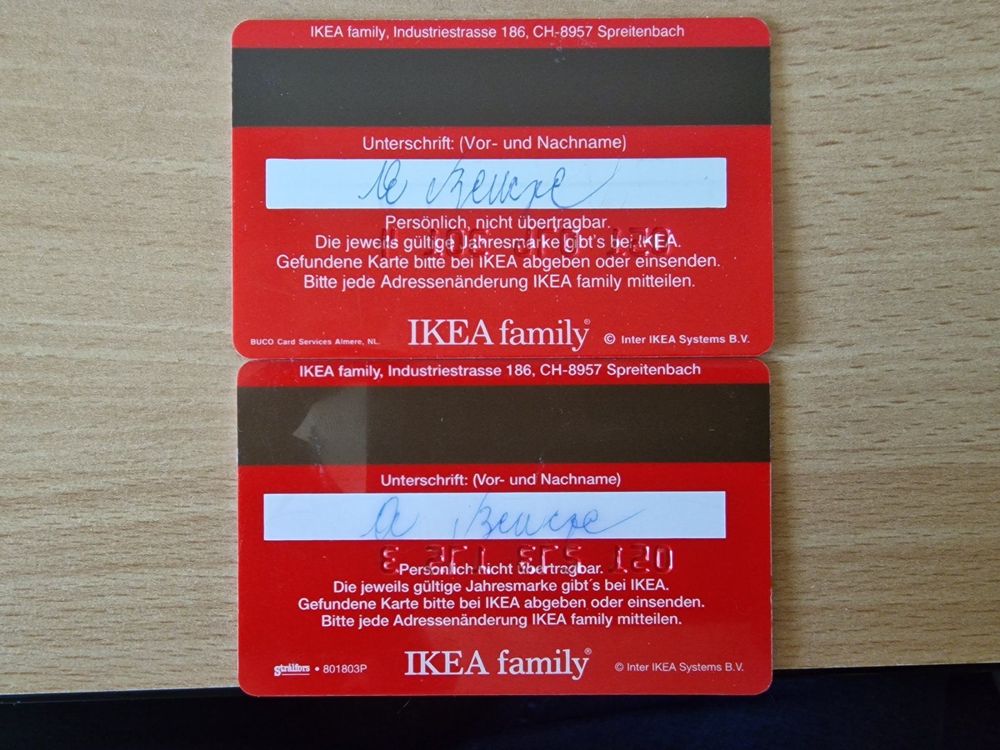 IKEA family, Industriestrasse 186, CH-8957 Spreitenbach
Unterschrift: (Vor- und Nachname)
Persönlich, nicht übertragbar.
Die jeweils gültige Jahresmarke gibt's bei IKEA.
Gefundene Karte bitte bei IKEA abgeben oder einsenden.
Bitte jede Adressenänderung IKEA family mitteilen.
BUCO Card Services Almere, NL. IKEA family® © Inter IKEA Systems B.V.
IKEA family, Industriestrasse 186, CH-8957 Spreitenbach
Unterschrift: (Vor- und Nachname)
Persönlich nicht übertragbar.
Die jeweils gültige Jahresmarke gibt´s bei IKEA.
Gefundene Karte bitte bei IKEA abgeben oder einsenden.
Bitte jede Adressenänderung IKEA family mitteilen.
strålfors • 801803P IKEA family® © Inter IKEA Systems B.V.